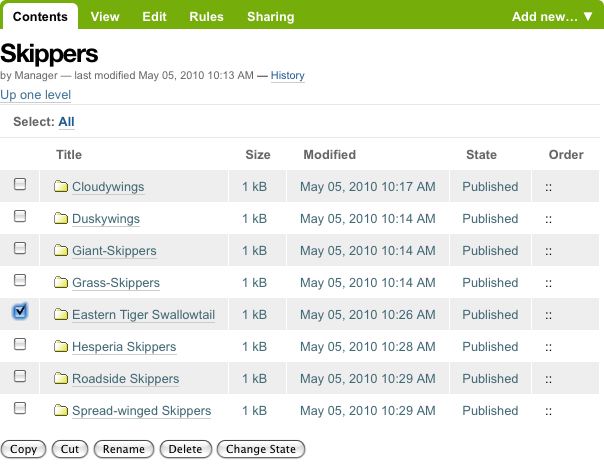 Contents View Edit Rules Sharing Add new... ▼
Skippers
by Manager — last modified May 05, 2010 10:13 AM — History
Up one level
Select: All
Title Size Modified State Order
Cloudywings 1 kB May 05, 2010 10:17 AM Published ::
Duskywings 1 kB May 05, 2010 10:14 AM Published ::
Giant-Skippers 1 kB May 05, 2010 10:14 AM Published ::
Grass-Skippers 1 kB May 05, 2010 10:14 AM Published ::
Eastern Tiger Swallowtail 1 kB May 05, 2010 10:26 AM Published ::
Hesperia Skippers 1 kB May 05, 2010 10:28 AM Published ::
Roadside Skippers 1 kB May 05, 2010 10:29 AM Published ::
Spread-winged Skippers 1 kB May 05, 2010 10:29 AM Published ::
Copy Cut Rename Delete Change State